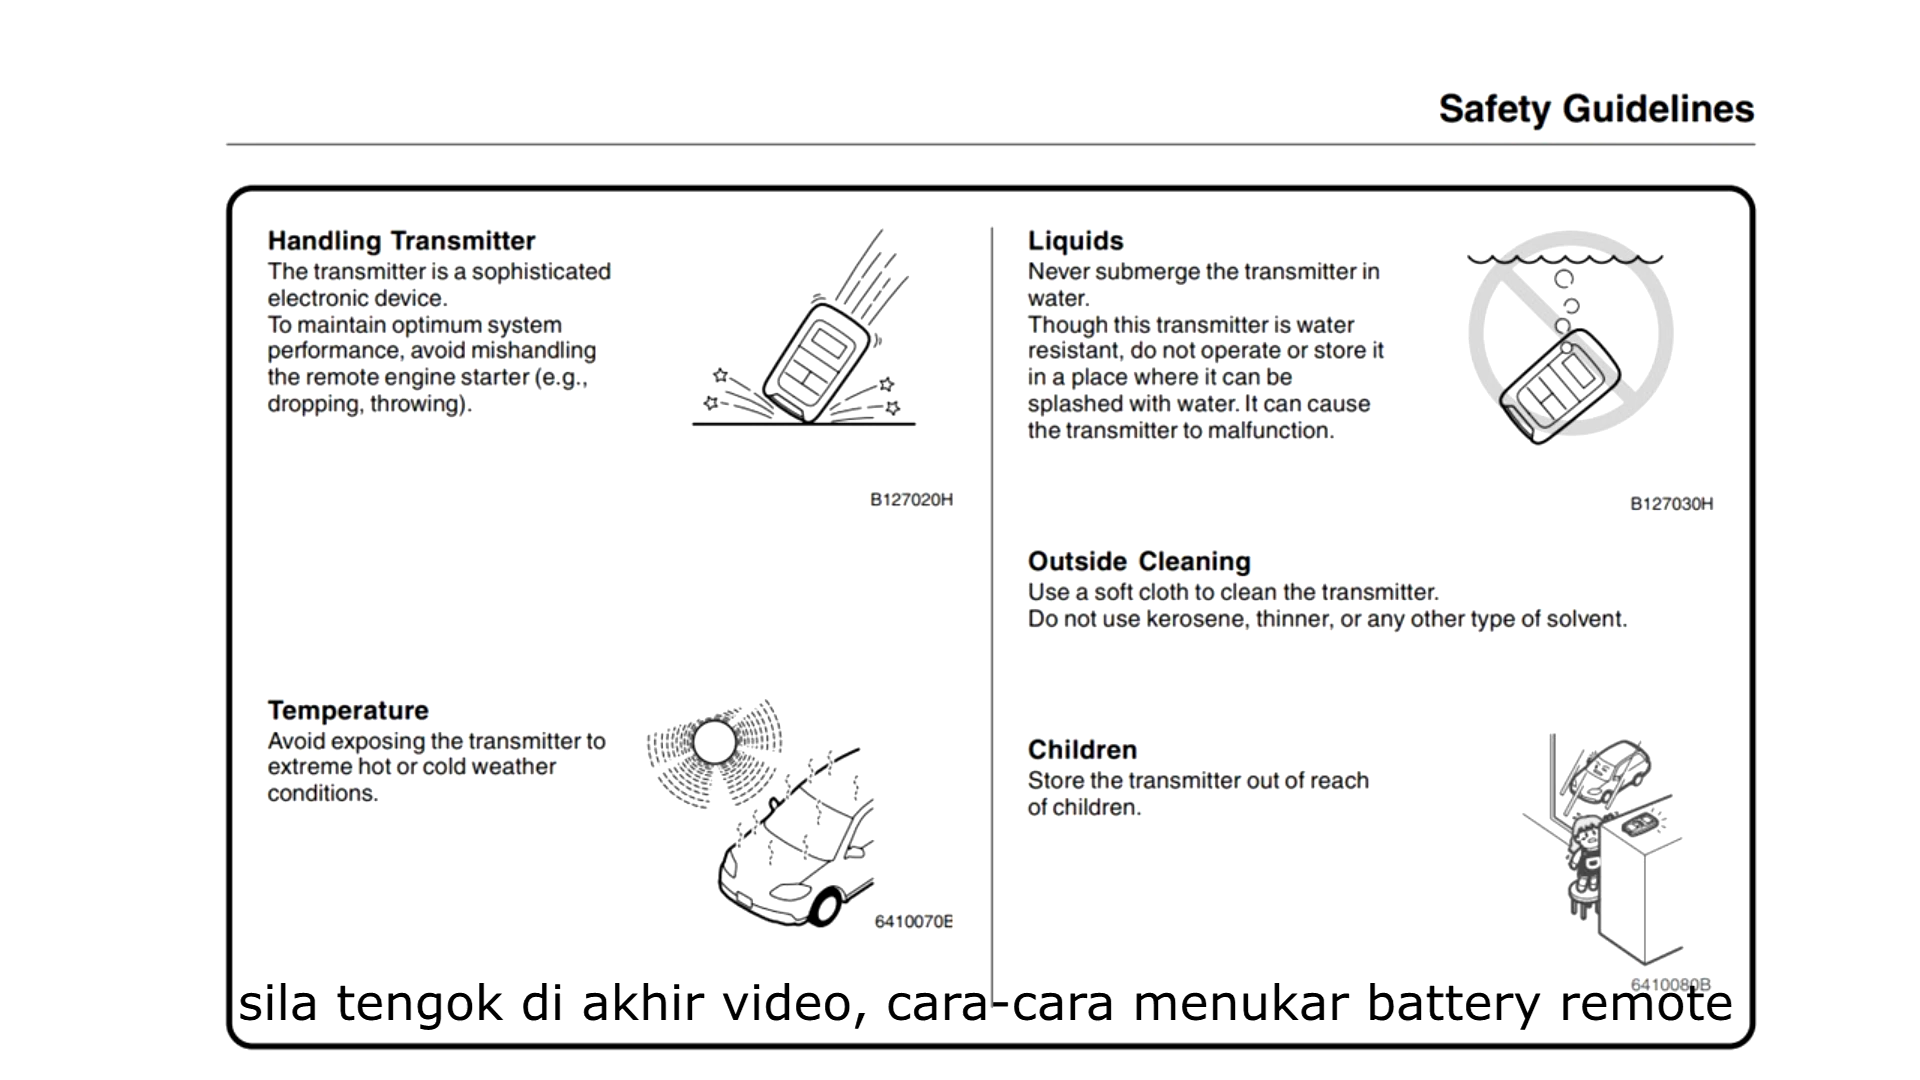 Safety Guidelines
Handling Transmitter
The transmitter is a sophisticated
electronic device.
To maintain optimum system
performance, avoid mishandling
the remote engine starter (e.g.,
dropping, throwing).
B127020H
Temperature
Avoid exposing the transmitter to
extreme hot or cold weather
conditions.
6410070E
Liquids
Never submerge the transmitter in
water.
Though this transmitter is water
resistant, do not operate or store it
in a place where it can be
splashed with water. It can cause
the transmitter to malfunction.
B127030H
Outside Cleaning
Use a soft cloth to clean the transmitter.
Do not use kerosene, thinner, or any other type of solvent.
Children
Store the transmitter out of reach
of children.
6410080B
sila tengok di akhir video, cara-cara menukar battery remote